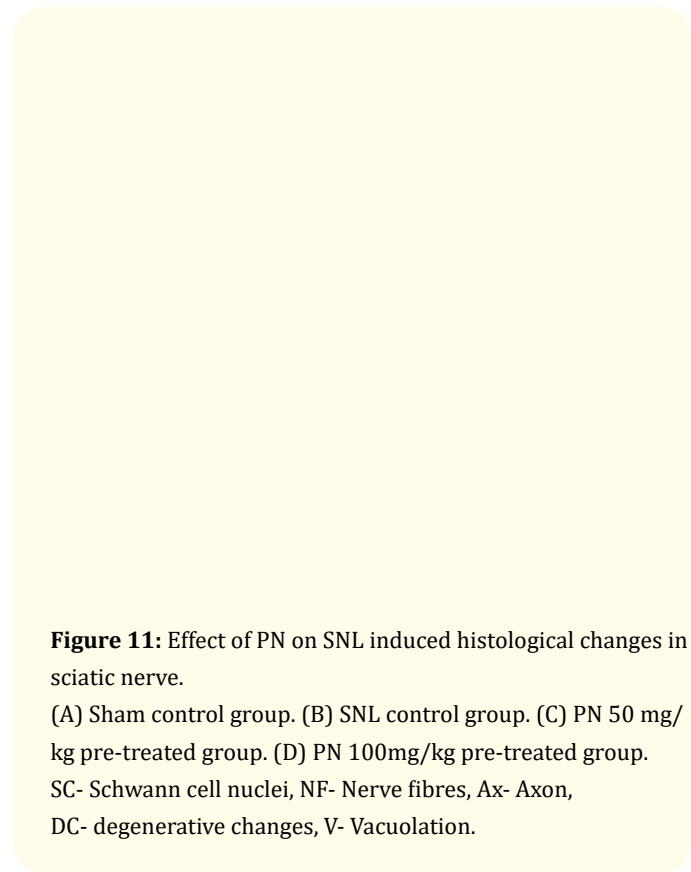 Figure 11: Effect of PN on SNL induced histological changes in
sciatic nerve.
(A) Sham control group. (B) SNL control group. (C) PN 50 mg/
kg pre-treated group. (D) PN 100mg/kg pre-treated group.
SC- Schwann cell nuclei, NF- Nerve fibres, Ax- Axon,
DC- degenerative changes, V- Vacuolation.